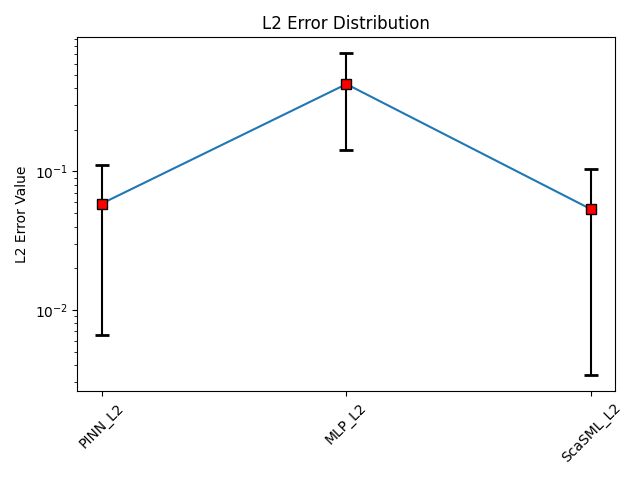 L2 Error Distribution
L2 Error Value
10⁻¹
10⁻²
PINN_L2
MLP_L2
ScaSML_L2